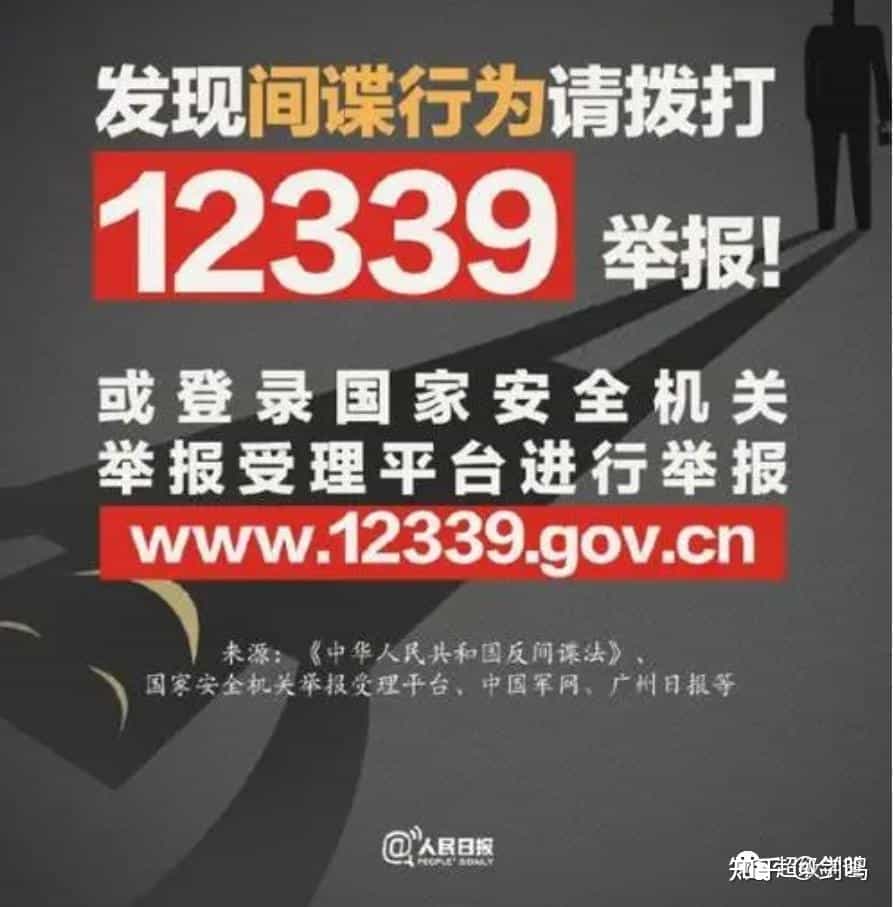 发现间谍行为请拨打
12339 举报!
或登录国家安全机关
举报受理平台进行举报
www.12339.gov.cn
来源：《中华人民共和国反间谍法》、
国家安全机关举报受理平台、中国军网、广州日报等
@人民日报
PEOPLE'S DAILY
知乎 @剑鸣